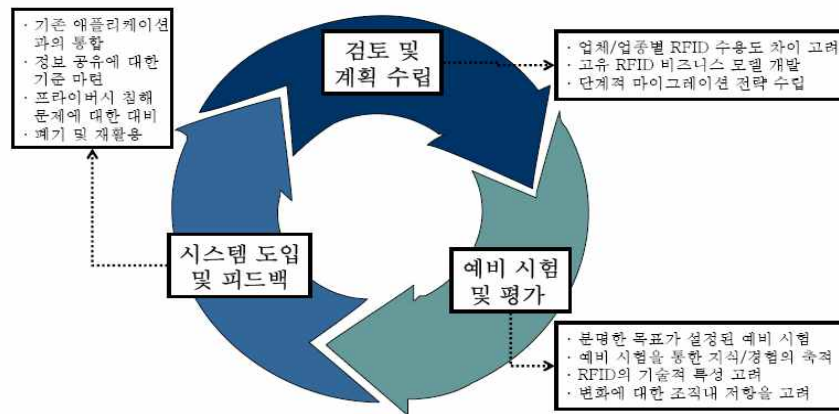 · 기존 애플리케이션
과의 통합
· 정보 공유에 대한
기준 마련
· 프라이버시 침해
문제에 대한 대비
· 폐기 및 재활용
검토 및
계획 수립
· 업체/업종별 RFID 수용도 차이 고려
· 고유 RFID 비즈니스 모델 개발
· 단계적 마이그레이션 전략 수립
시스템 도입
및 피드백
예비 시험
및 평가
· 분명한 목표가 설정된 예비 시험
· 예비 시험을 통한 지식/경험의 축적
· RFID의 기술적 특성 고려
· 변화에 대한 조직내 저항을 고려